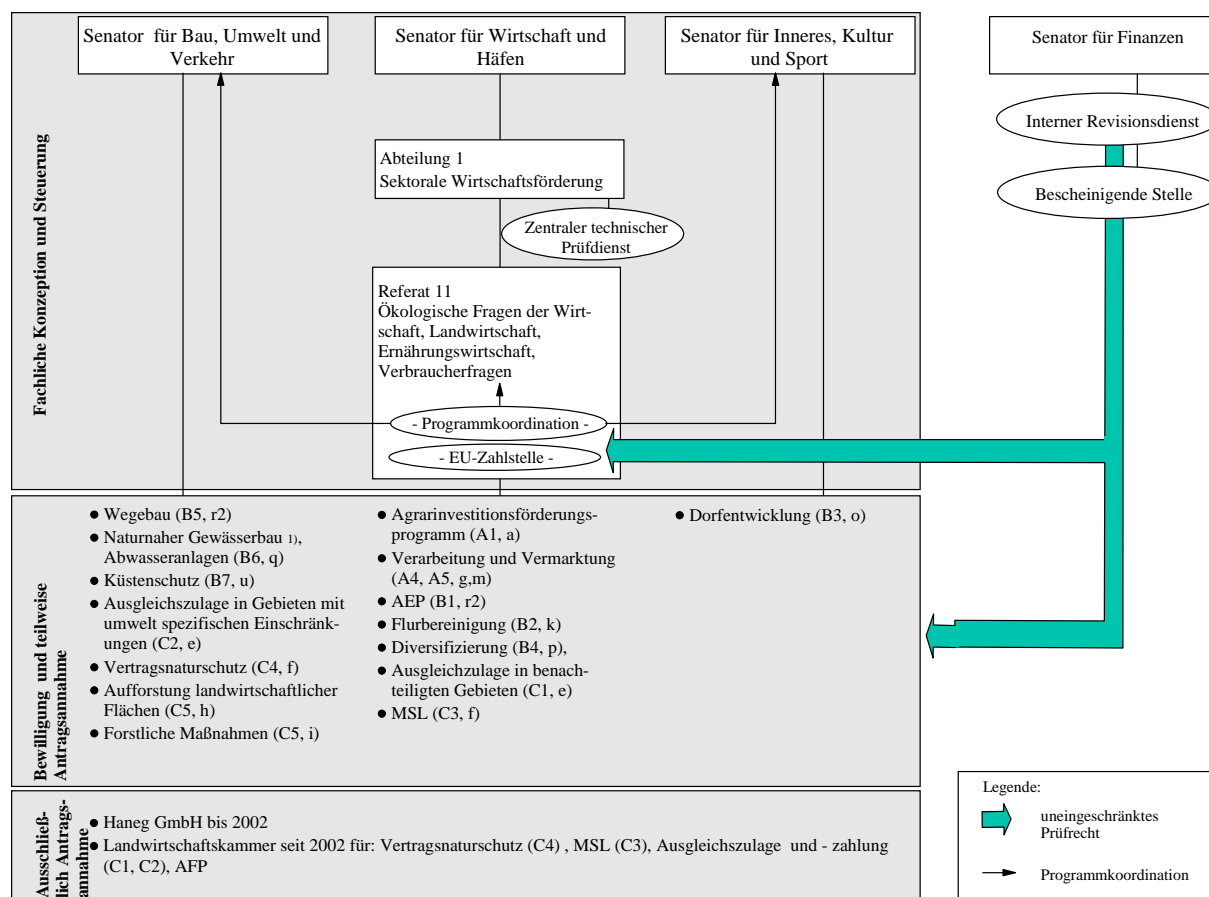 Senator für Bau, Umwelt und
Verkehr
Senator für Wirtschaft und
Häfen
Senator für Inneres, Kultur
und Sport
Senator für Finanzen
Interner Revisionsdienst
Bescheinigende Stelle
Fachliche Konzeption und Steuerung
Abteilung 1
Sektorale Wirtschaftsförderung
Zentraler technischer
Prüfdienst
Referat 11
Ökologische Fragen der Wirt-
schaft, Landwirtschaft,
Ernährungswirtschaft,
Verbraucherfragen
- Programmkoordination -
- EU-Zahlstelle -
Bewilligung und teilweise
Antragsannahme
● Wegebau (B5, r2)
● Naturnaher Gewässerbau 1),
Abwasseranlagen (B6, q)
● Küstenschutz (B7, u)
● Ausgleichszulage in Gebieten mit
umwelt spezifischen Einschränk-
ungen (C2, e)
● Vertragsnaturschutz (C4, f)
● Aufforstung landwirtschaftlicher
Flächen (C5, h)
● Forstliche Maßnahmen (C5, i)
● Agrarinvestitionsförderungs-
programm (A1, a)
● Verarbeitung und Vermarktung
(A4, A5, g,m)
● AEP (B1, r2)
● Flurbereinigung (B2, k)
● Diversifizierung (B4, p),
● Ausgleichzulage in benach-
teiligten Gebieten (C1, e)
● MSL (C3, f)
● Dorfentwicklung (B3, o)
Ausschließ-
lich Antrags-
annahme
● Haneg GmbH bis 2002
● Landwirtschaftskammer seit 2002 für: Vertragsnaturschutz (C4) , MSL (C3), Ausgleichszulage und - zahlung
(C1, C2), AFP
Legende:
uneingeschränktes
Prüfrecht
Programmkoordination